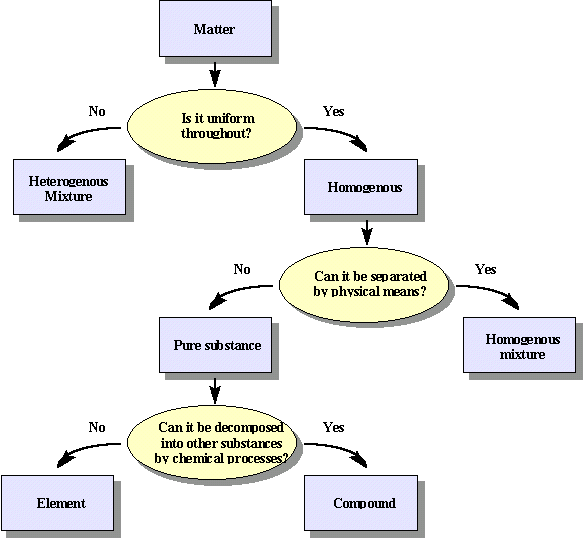 Matter
No
Yes
Is it uniform
throughout?
Heterogenous
Mixture
Homogenous
No
Can it be separated
by physical means?
Yes
Pure substance
Homogenous
mixture
No
Can it be decomposed
into other substances
by chemical processes?
Yes
Element
Compound